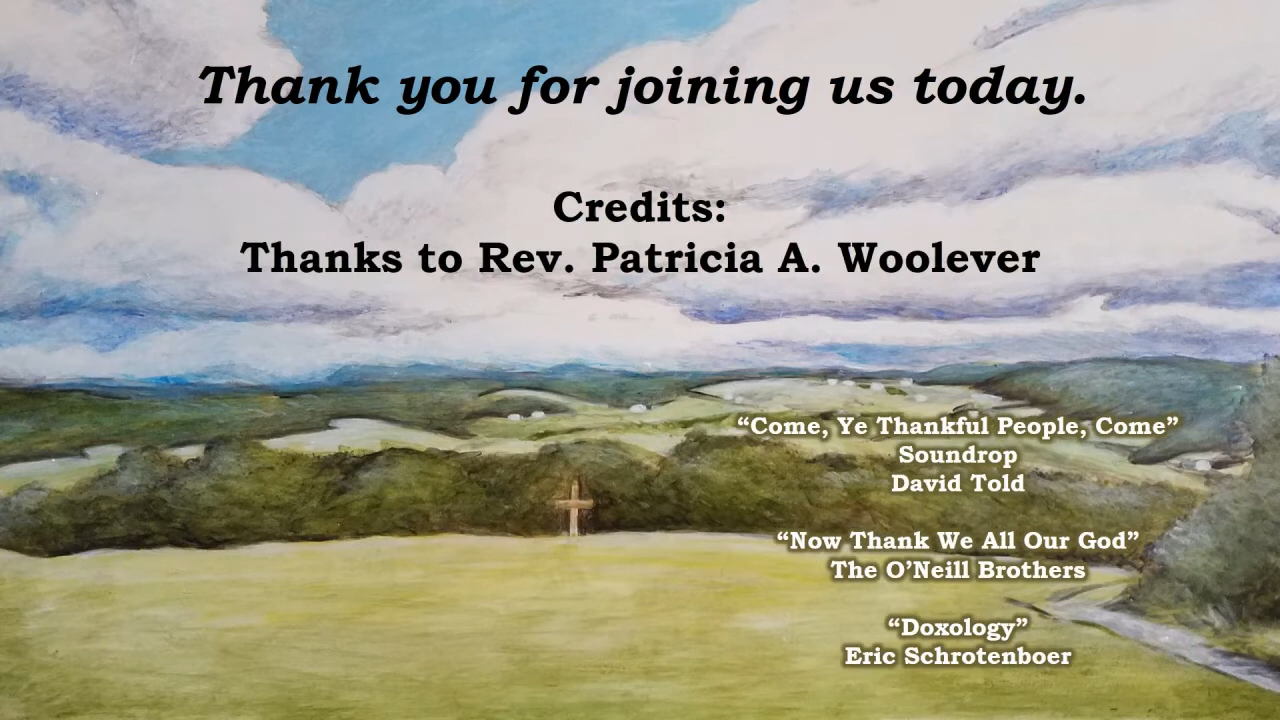 Thank you for joining us today.
Credits:
Thanks to Rev. Patricia A. Woolever
“Come, Ye Thankful People, Come”
Soundrop
David Told
“Now Thank We All Our God”
The O’Neill Brothers
“Doxology”
Eric Schrotenboer